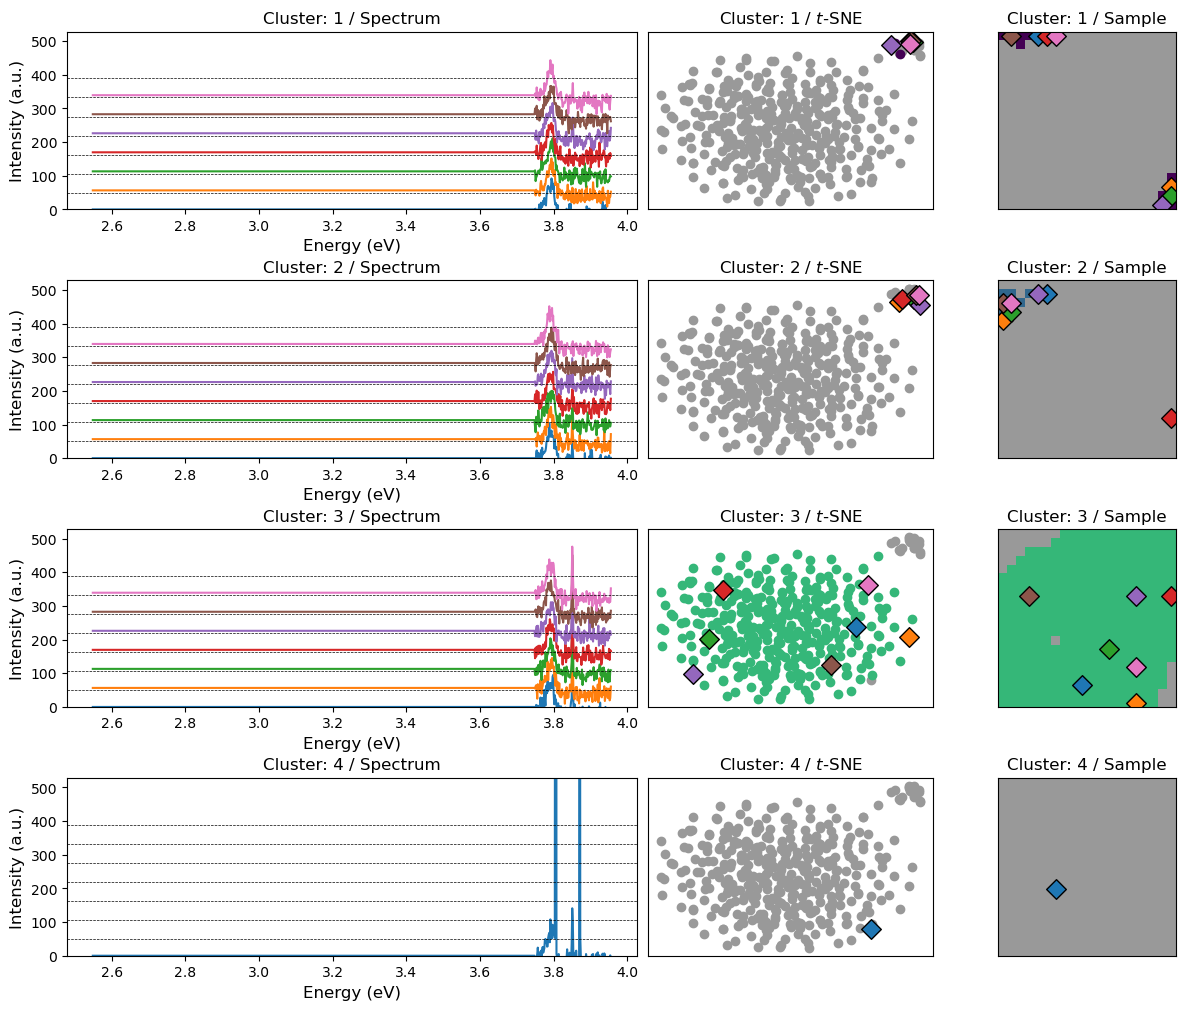 Cluster: 1 / Spectrum
Cluster: 1 / t-SNE
Cluster: 1 / Sample
Intensity (a.u.)
500
400
300
200
100
0
2.6 2.8 3.0 3.2 3.4 3.6 3.8 4.0
Energy (eV)
Cluster: 2 / Spectrum
Cluster: 2 / t-SNE
Cluster: 2 / Sample
Intensity (a.u.)
500
400
300
200
100
0
2.6 2.8 3.0 3.2 3.4 3.6 3.8 4.0
Energy (eV)
Cluster: 3 / Spectrum
Cluster: 3 / t-SNE
Cluster: 3 / Sample
Intensity (a.u.)
500
400
300
200
100
0
2.6 2.8 3.0 3.2 3.4 3.6 3.8 4.0
Energy (eV)
Cluster: 4 / Spectrum
Cluster: 4 / t-SNE
Cluster: 4 / Sample
Intensity (a.u.)
500
400
300
200
100
0
2.6 2.8 3.0 3.2 3.4 3.6 3.8 4.0
Energy (eV)